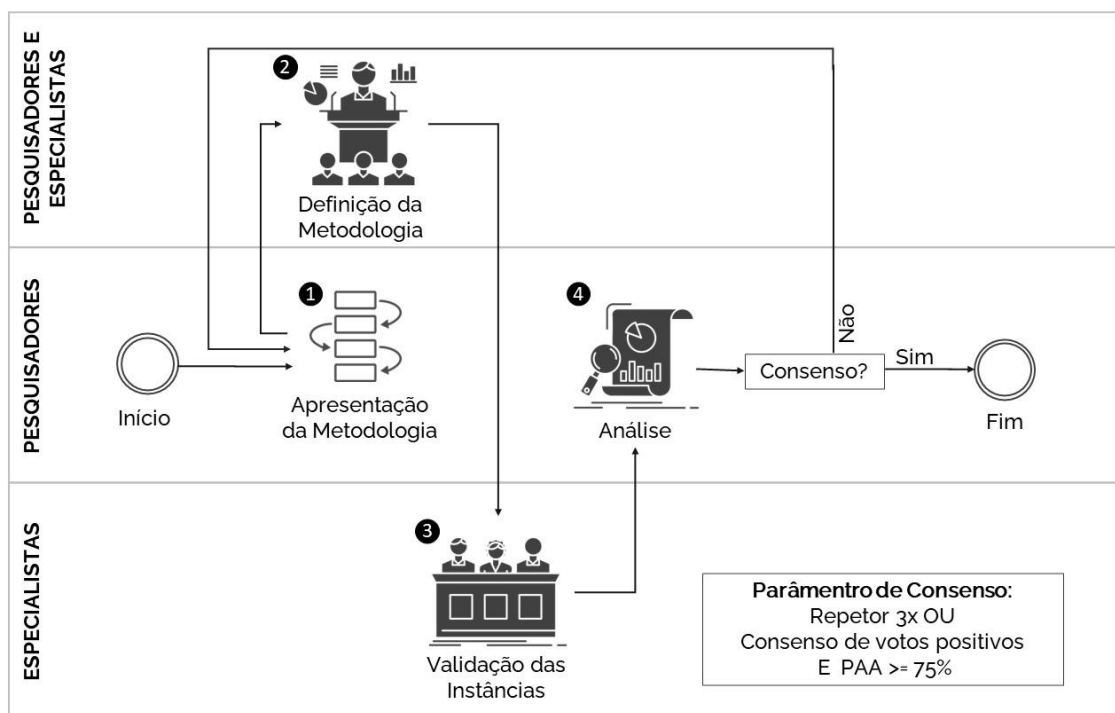 PESQUISADORES E
ESPECIALISTAS
2
Definição da
Metodologia
PESQUISADORES
Início
1
Apresentação
da Metodologia
4
Análise
Consenso?
Não
Sim
Fim
ESPECIALISTAS
3
Validação das
Instâncias
Parâmentro de Consenso:
Repetor 3x OU
Consenso de votos positivos
E PAA >= 75%